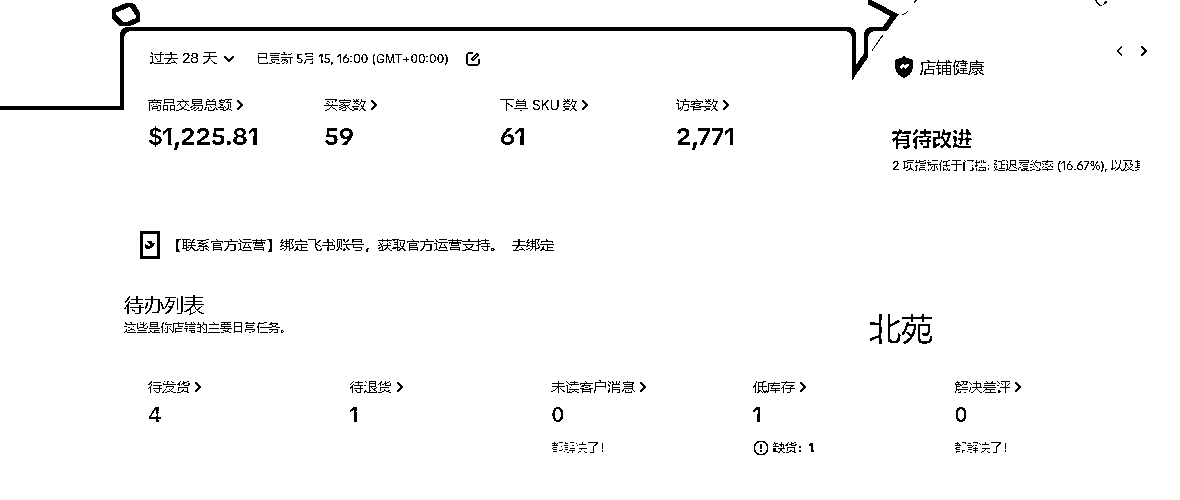 过去 28 天
已更新 5月 15, 16:00 (GMT+00:00)
店铺健康
商品交易总额
买家数
下单 SKU 数
访客数
$1,225.81
59
61
2,771
有待改进
2 项指标低于门槛: 延迟履约率 (16.67%), 以及
【联系官方运营】绑定飞书账号，获取官方运营支持。 去绑定
待办列表
这些是你店铺的主要日常任务。
北苑
待发货
待退货
未读客户消息
低库存
解决差评
4
1
0
1
0
都解决了!
缺货: 1
都解决了!